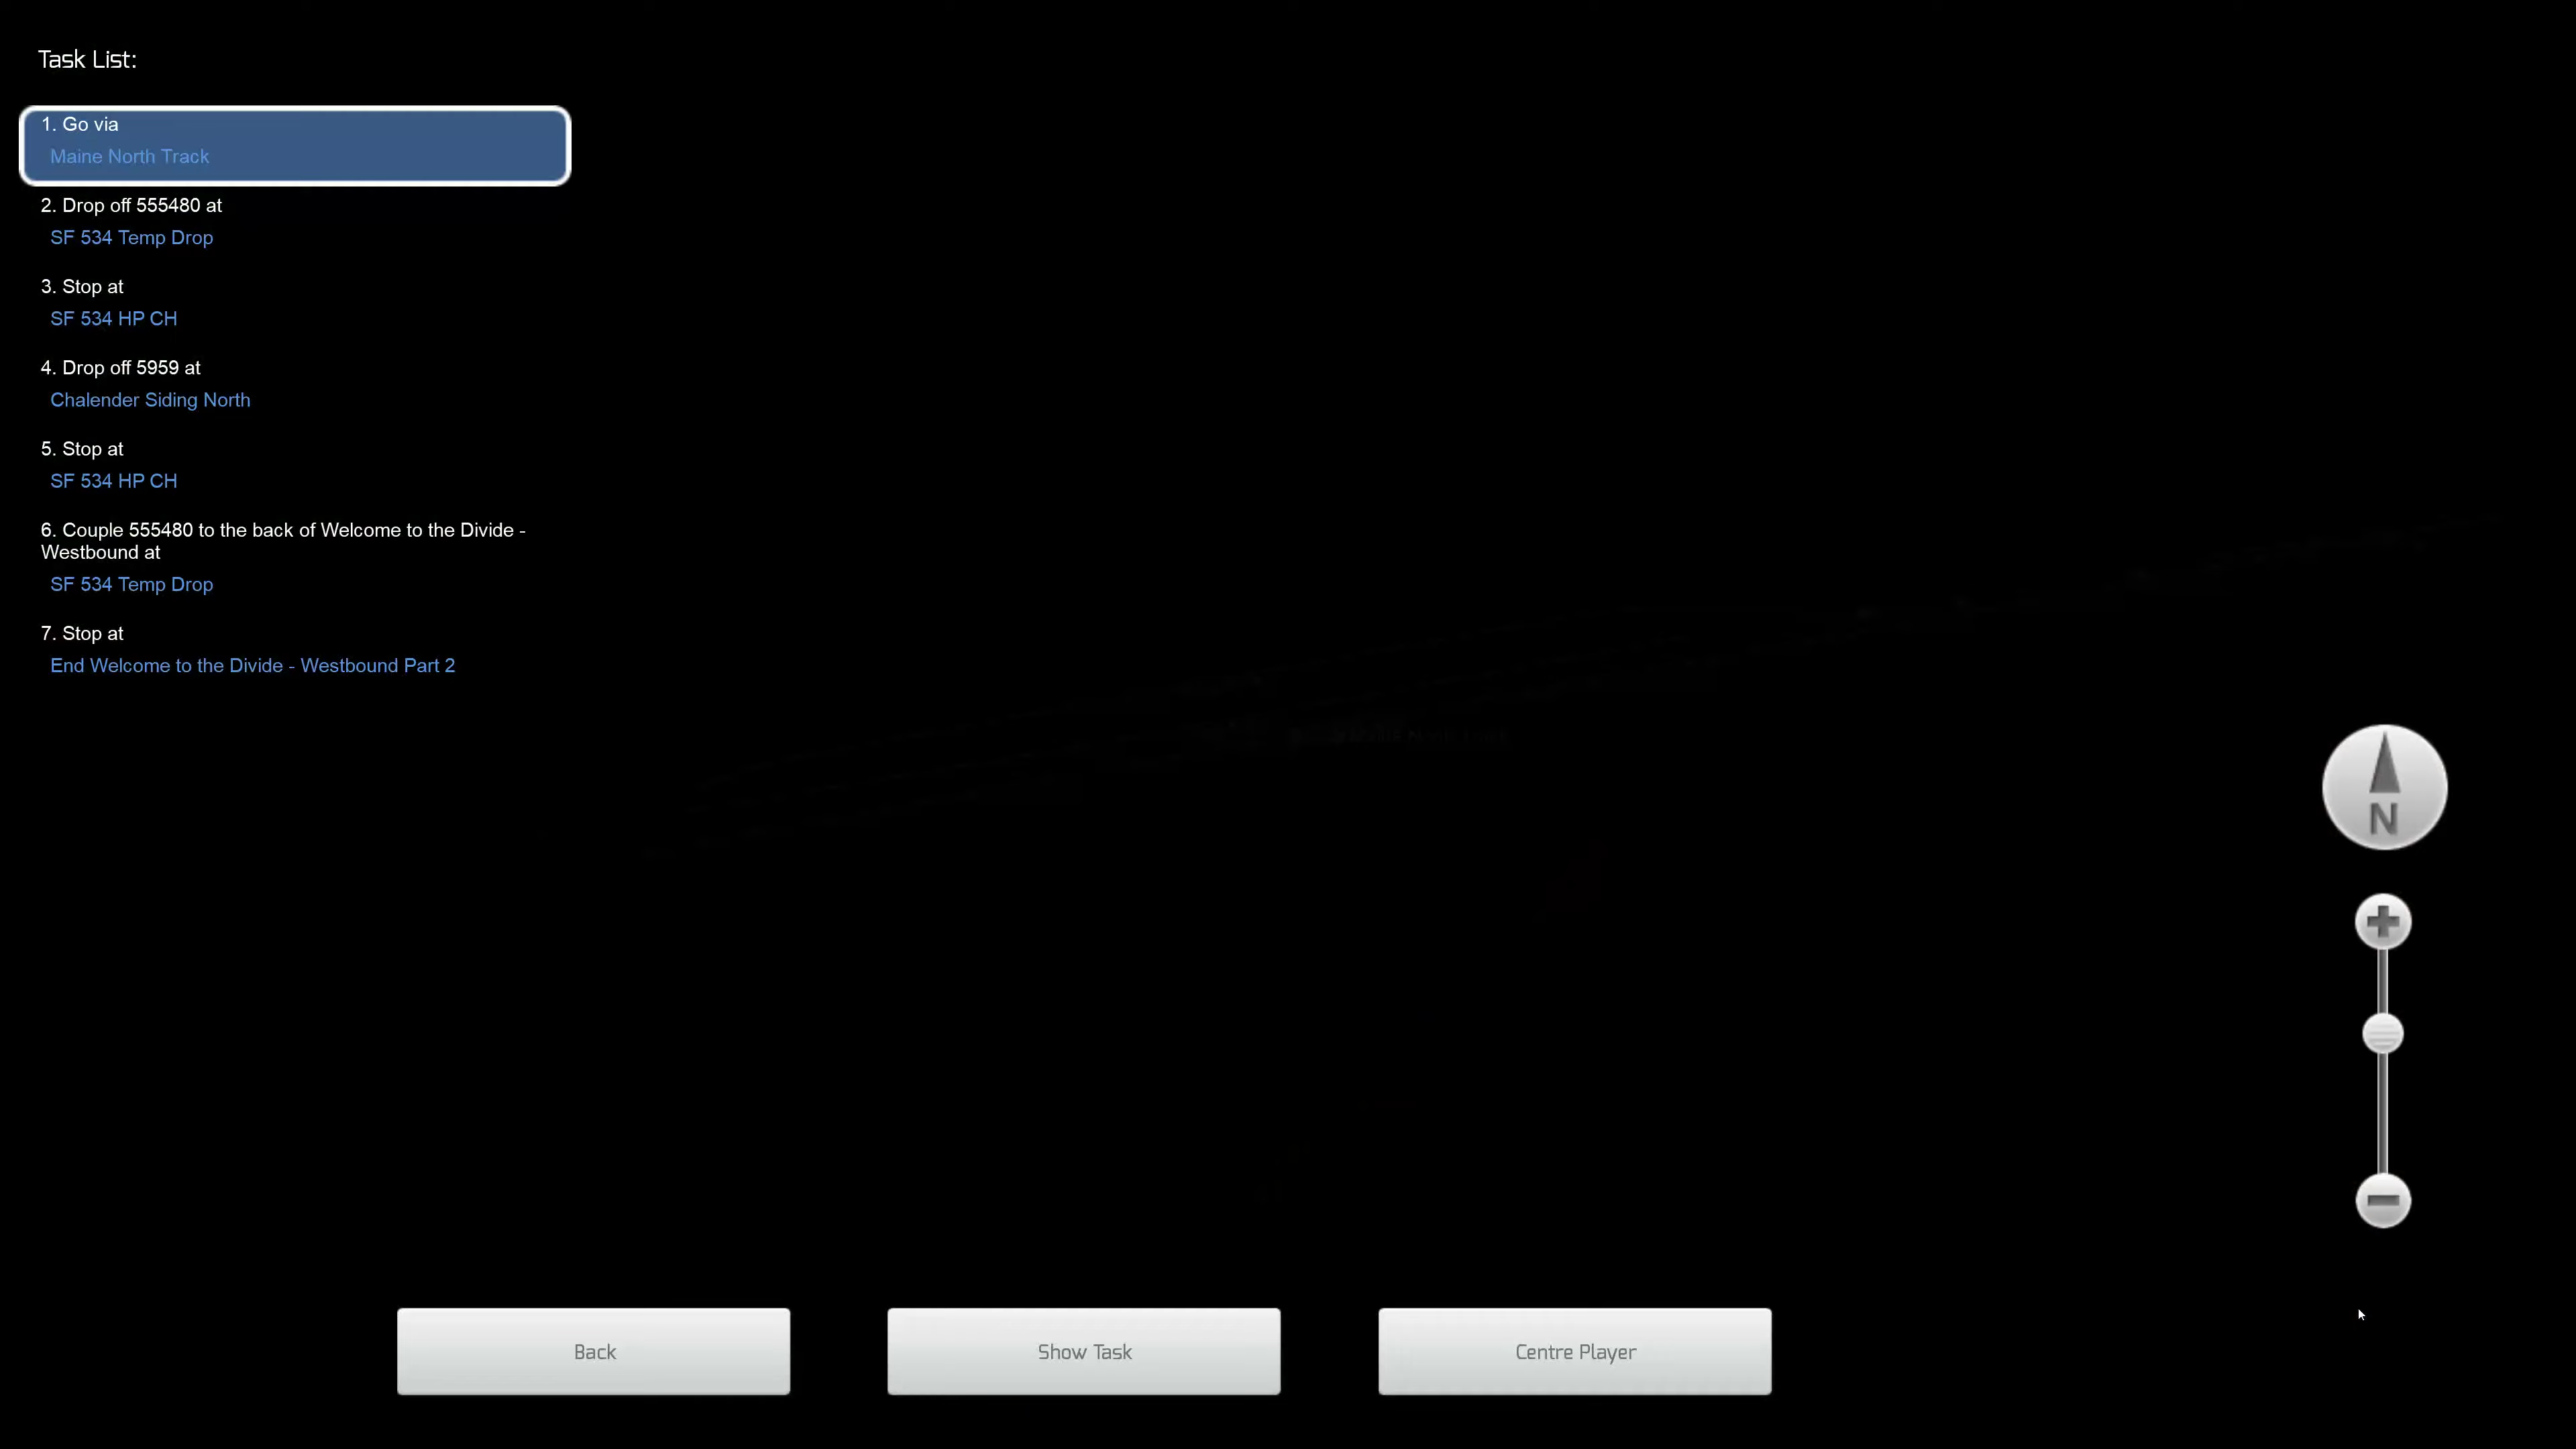 Task List:
1. Go via
Maine North Track
2. Drop off 555480 at
SF 534 Temp Drop
3. Stop at
SF 534 HP CH
4. Drop off 5959 at
Chalender Siding North
5. Stop at
SF 534 HP CH
6. Couple 555480 to the back of Welcome to the Divide -
Westbound at
SF 534 Temp Drop
7. Stop at
End Welcome to the Divide - Westbound Part 2
N
Back
Show Task
Centre Player